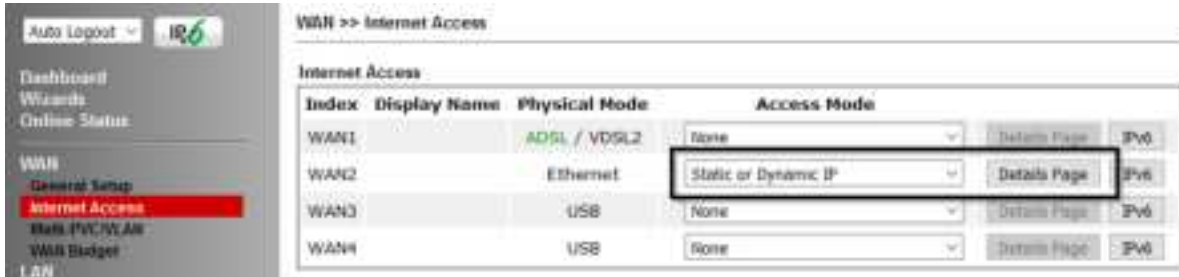 Auto Logout IR6
Dashboard
Wizards
Online Status
WAN
General Setup
Internet Access
Multi-PVC/VLAN
WAN Budget
LAN
WAN >> Internet Access
Internet Access
Index Display Name Physical Mode Access Mode
WAN1 ADSL / VDSL2 None Details Page IPv6
WAN2 Ethernet Static or Dynamic IP Details Page IPv6
WAN3 USB None Details Page IPv6
WAN4 USB None Details Page IPv6